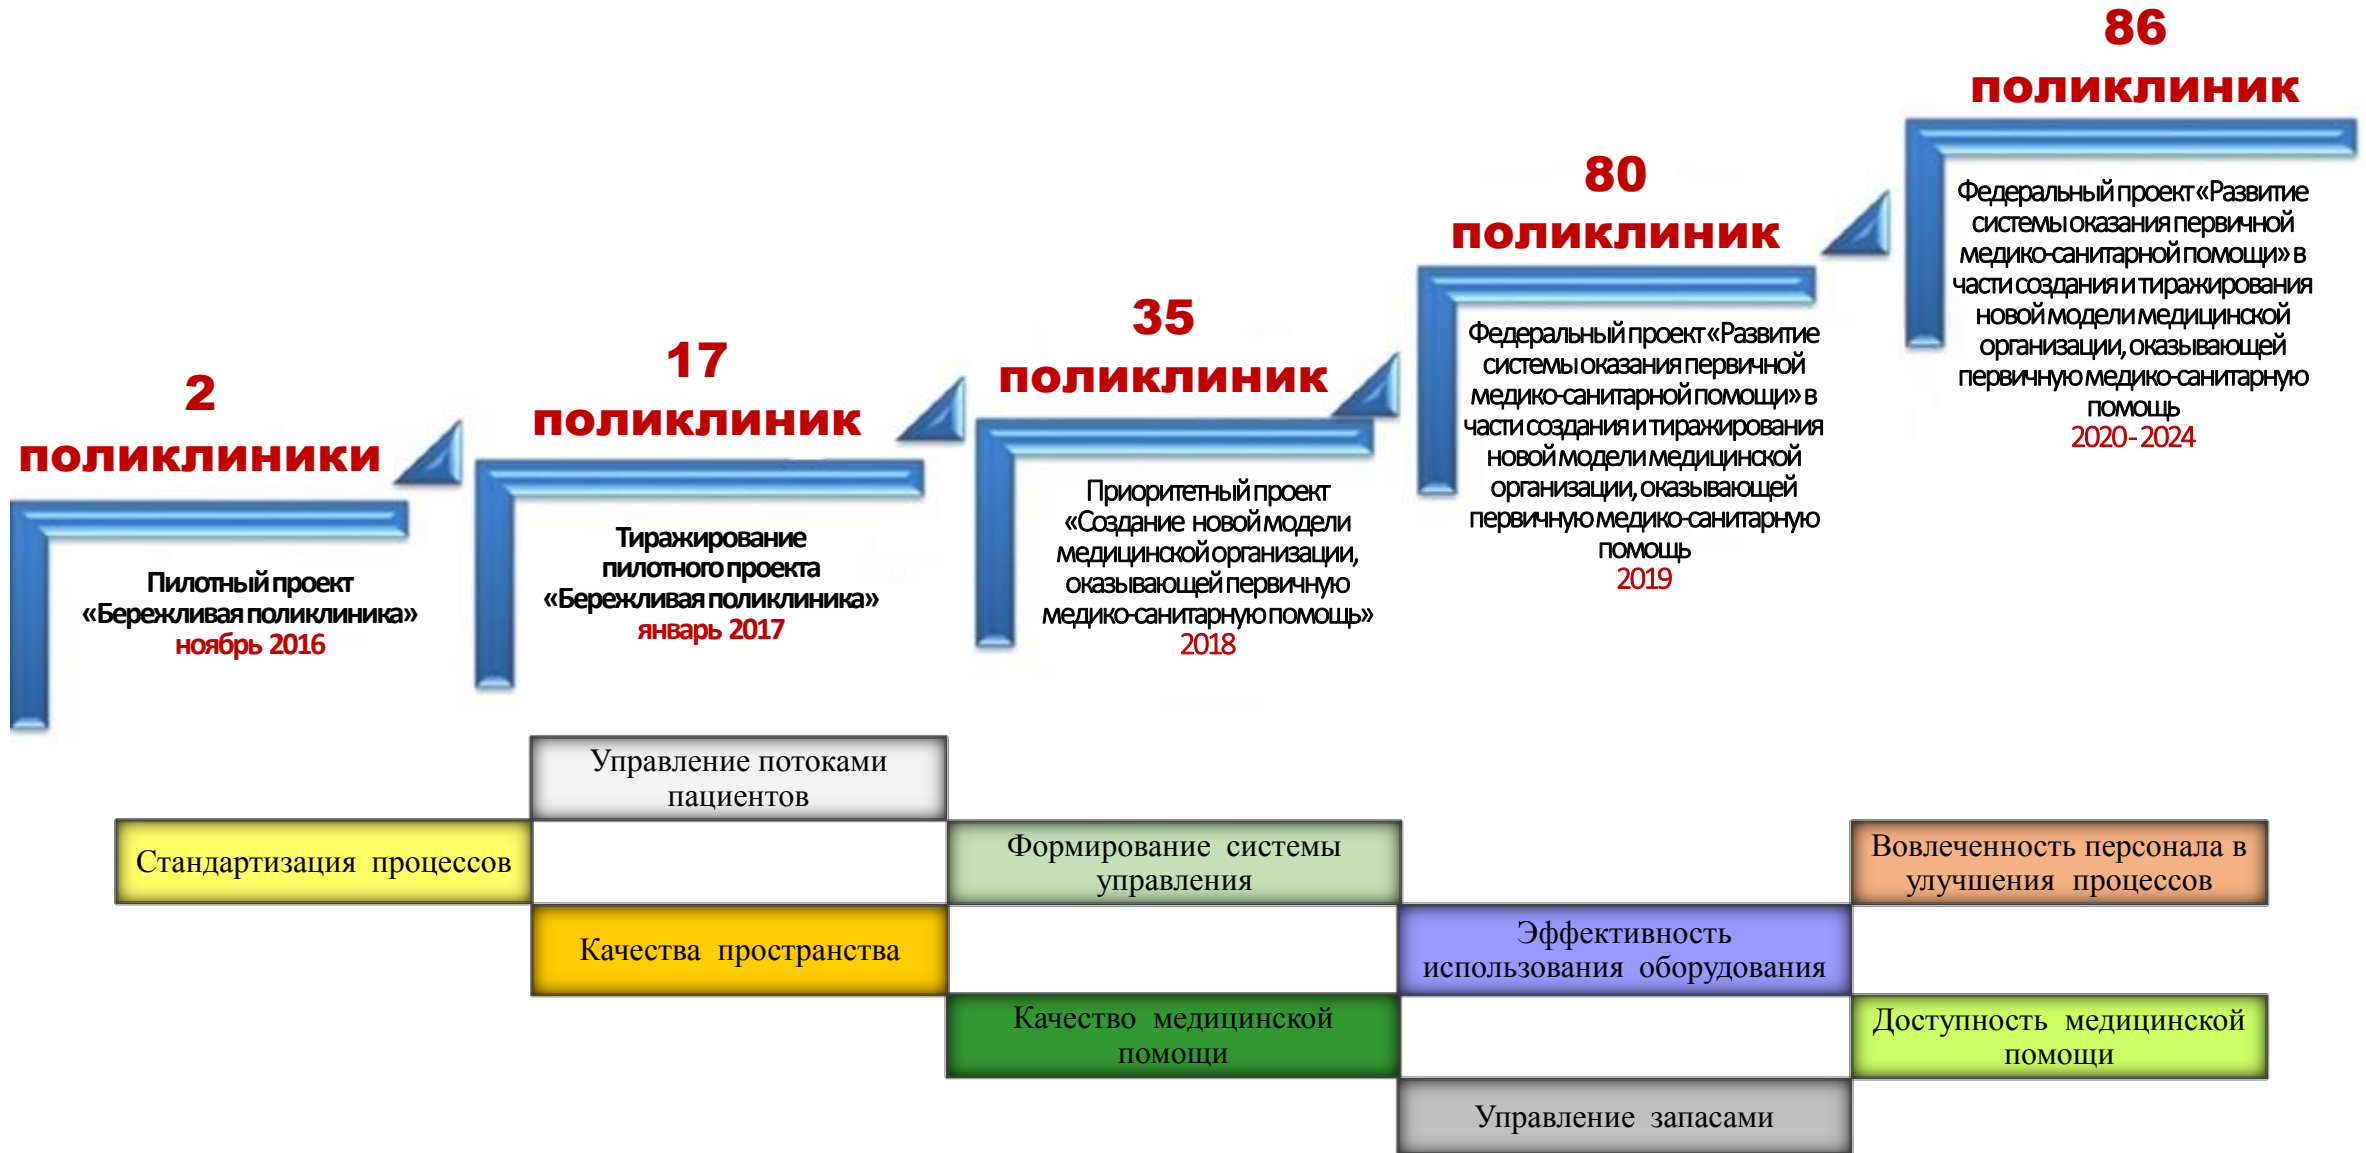 2
поликлиники
Пилотный проект
«Бережливая поликлиника»
ноябрь 2016
17
поликлиник
Тиражирование
пилотного проекта
«Бережливая поликлиника»
январь 2017
35
поликлиник
Приоритетный проект
«Создание новой модели
медицинской организации,
оказывающей первичную
медико-санитарную помощь»
2018
80
поликлиник
Федеральный проект «Развитие
системы оказания первичной
медико-санитарной помощи» в
части создания и тиражирования
новой модели медицинской
организации, оказывающей
первичную медико-санитарную
помощь
2019
86
поликлиник
Федеральный проект «Развитие
системы оказания первичной
медико-санитарной помощи» в
части создания и тиражирования
новой модели медицинской
организации, оказывающей
первичную медико-санитарную
помощь
2020-2024
Управление потоками
пациентов
Стандартизация процессов
Формирование системы
управления
Вовлеченность персонала в
улучшения процессов
Качества пространства
Эффективность
использования оборудования
Качество медицинской
помощи
Доступность медицинской
помощи
Управление запасами